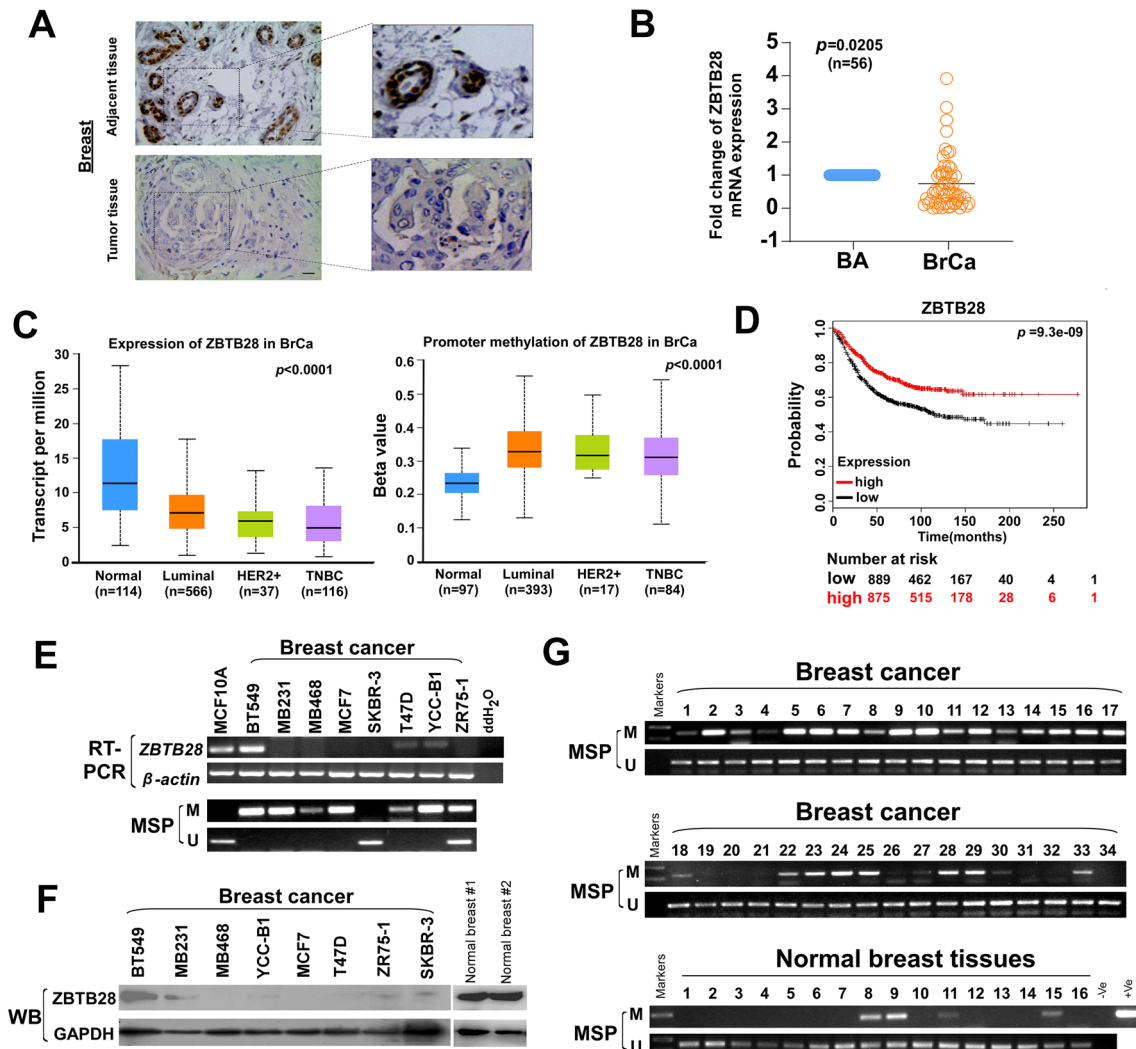 A
Breast
Adjacent tissue
Tumor tissue
B
p=0.0205
(n=56)
Fold change of ZBTB28
mRNA expression
5
4
3
2
1
0
-1
BA
BrCa
C
Expression of ZBTB28 in BrCa
p<0.0001
Transcript per million
30
25
20
15
10
5
0
Normal
(n=114)
Luminal
(n=566)
HER2+
(n=37)
TNBC
(n=116)
Promoter methylation of ZBTB28 in BrCa
p<0.0001
Beta value
0.6
0.5
0.4
0.3
0.2
0.1
0
Normal
(n=97)
Luminal
(n=393)
HER2+
(n=17)
TNBC
(n=84)
D
ZBTB28
p =9.3e-09
Probability
1.0
0.8
0.6
0.4
0.2
0.0
Expression
high
low
0 50 100 150 200 250
Time(months)
Number at risk
low 889 462 167 40 4 1
high 875 515 178 28 6 1
E
Breast cancer
MCF10A BT549 MB231 MB468 MCF7 SKBR-3 T47D YCC-B1 ZR75-1 ddH2O
RT-
PCR
ZBTB28
β-actin
MSP
M
U
F
Breast cancer
BT549 MB231 MB468 YCC-B1 MCF7 T47D ZR75-1 SKBR-3 Normal breast #1 Normal breast #2
WB
ZBTB28
GAPDH
G
Breast cancer
Markers 1 2 3 4 5 6 7 8 9 10 11 12 13 14 15 16 17
MSP
M
U
Breast cancer
Markers 18 19 20 21 22 23 24 25 26 27 28 29 30 31 32 33 34
MSP
M
U
Normal breast tissues
Markers 1 2 3 4 5 6 7 8 9 10 11 12 13 14 15 16 -Ve +Ve
MSP
M
U